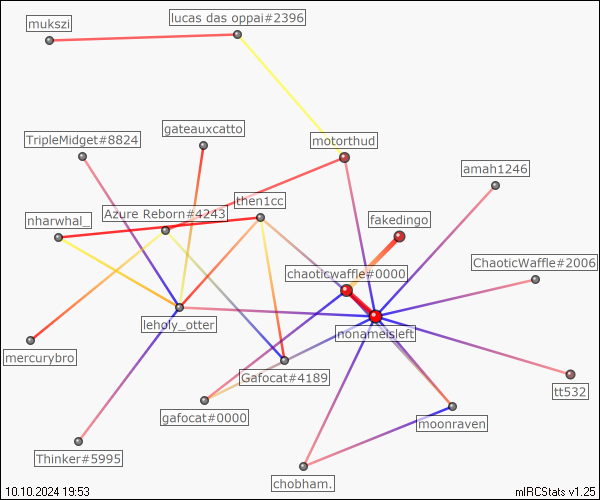 lucas das oppai#2396
mukszi
gateauxcatto
TripleMidget#8824
motorthud
amah1246
then1cc
Azure Reborn#4243
nharwhal_
fakedingo
ChaoticWaffle#2006
chaoticwaffle#0000
leholy_otter
nonameisleft
mercurybro
Gafocat#4189
tt532
gafocat#0000
moonraven
Thinker#5995
chobham.
10.10.2024 19:53
mIRCStats v1.25